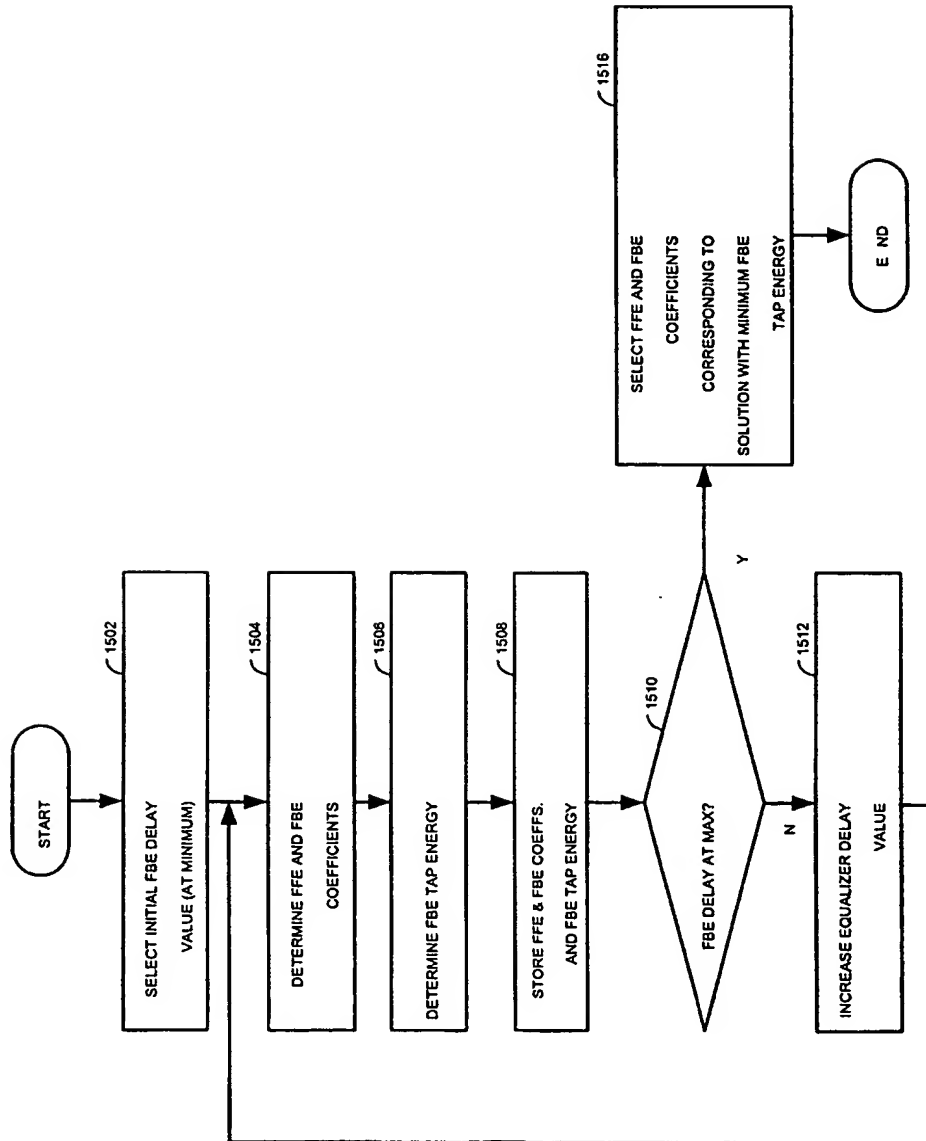 START
1502
SELECT INITIAL FBE DELAY
VALUE (AT MINIMUM)
1504
DETERMINE FFE AND FBE
COEFFICIENTS
1508
DETERMINE FBE TAP ENERGY
1508
STORE FFE & FBE COEFFS.
AND FBE TAP ENERGY
1510
FBE DELAY AT MAX?
Y
N
1512
INCREASE EQUALIZER DELAY
VALUE
1516
SELECT FFE AND FBE
COEFFICIENTS
CORRESPONDING TO
SOLUTION WITH MINIMUM FBE
TAP ENERGY
E ND